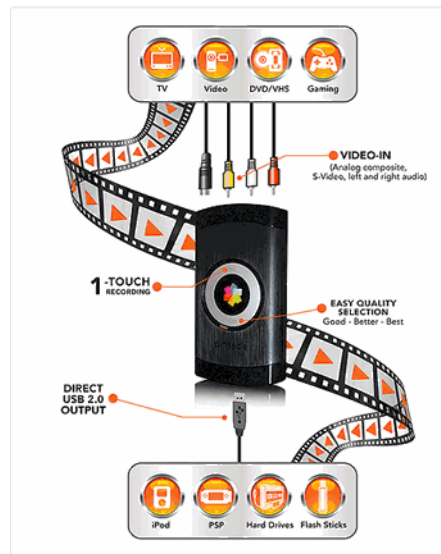 TV Video DVD/VHS Gaming
VIDEO-IN
(Analog composite,
S-Video, left and right audio)
1-TOUCH
RECORDING
EASY QUALITY
SELECTION
Good - Better - Best
DIRECT
USB 2.0
OUTPUT
iPod PSP Hard Drives Flash Sticks